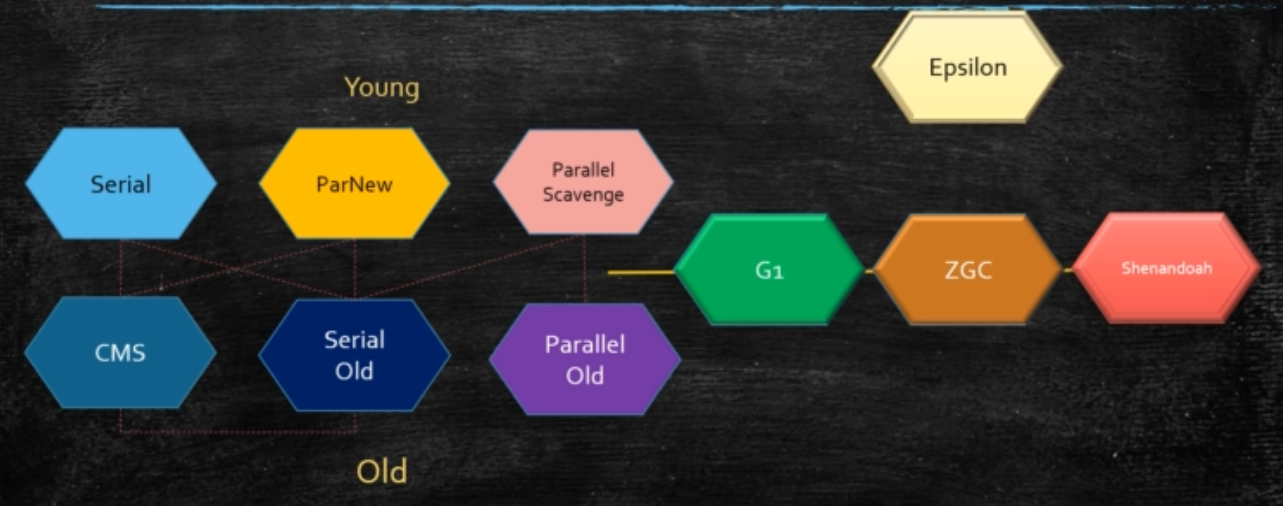 Epsilon
Young
Serial
ParNew
Parallel
Scavenge
G1
ZGC
Shenandoah
CMS
Serial
Old
Parallel
Old
Old